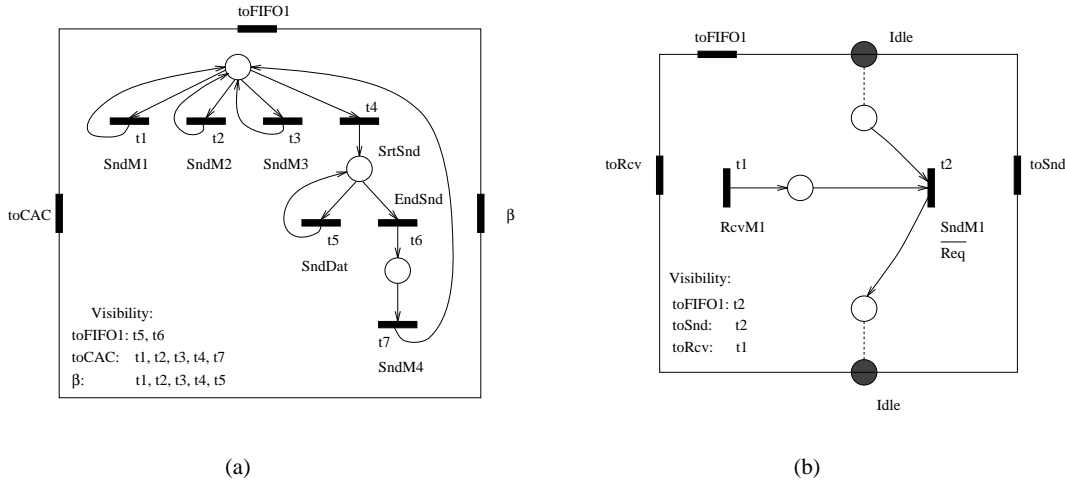 toFIFO1
t1
t2
t3
t4
SndM1
SndM2
SndM3
SrtSnd
EndSnd
toCAC
β
t5
t6
SndDat
Visibility:
toFIFO1: t5, t6
toCAC: t1, t2, t3, t4, t7
β: t1, t2, t3, t4, t5
t7
SndM4
(a)
toFIFO1
Idle
toRcv
t1
t2
toSnd
RcvM1
SndM1
Req
Visibility:
toFIFO1: t2
toSnd: t2
toRcv: t1
Idle
(b)